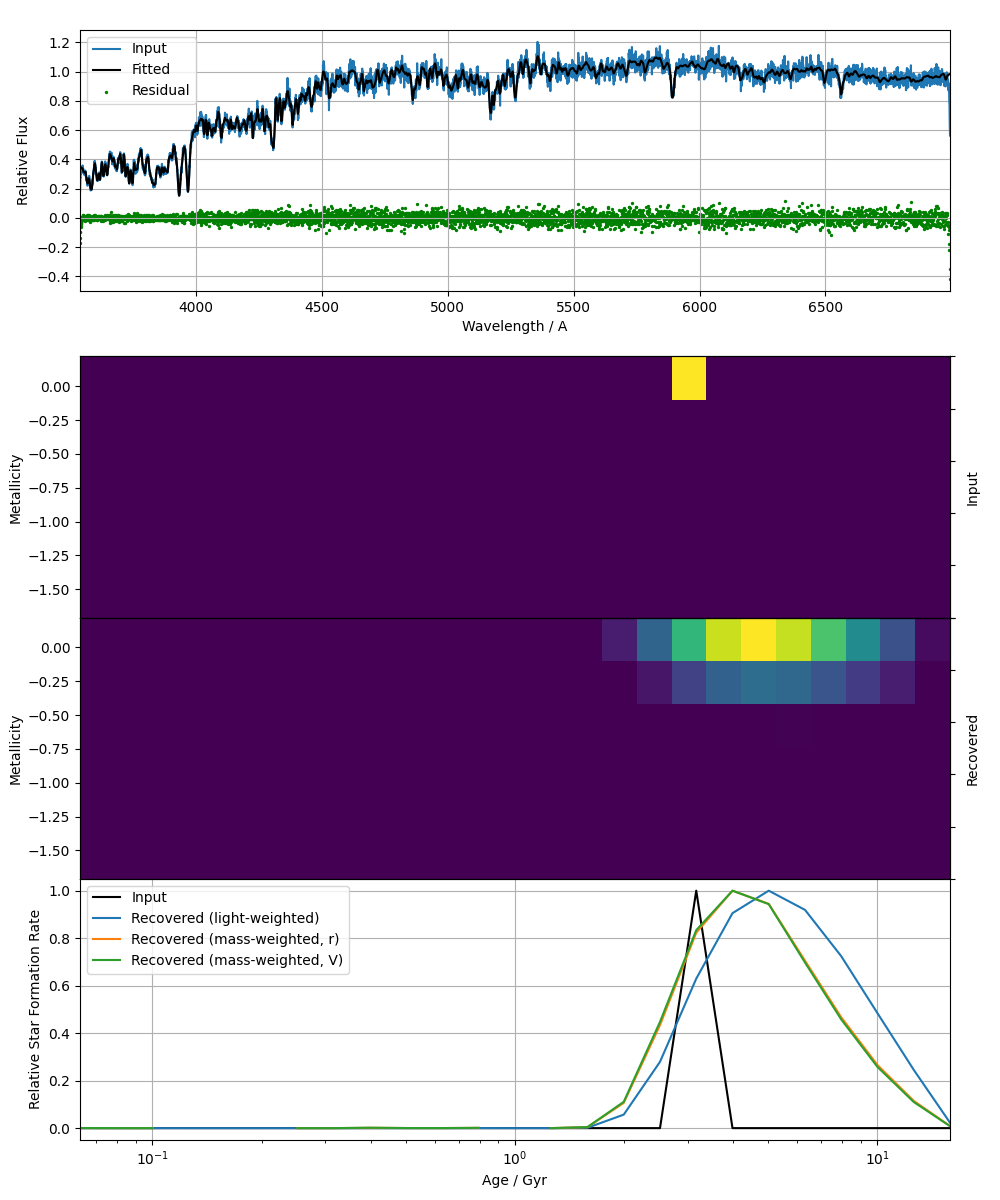 1.2
1.0
0.8
0.6
0.4
0.2
0.0
−0.2
−0.4
Relative Flux
Input
Fitted
Residual
4000
4500
5000
5500
6000
6500
Wavelength / A
0.00
−0.25
−0.50
−0.75
−1.00
−1.25
−1.50
Metallicity
Input
0.00
−0.25
−0.50
−0.75
−1.00
−1.25
−1.50
Metallicity
Recovered
1.0
0.8
0.6
0.4
0.2
0.0
Relative Star Formation Rate
Input
Recovered (light-weighted)
Recovered (mass-weighted, r)
Recovered (mass-weighted, V)
10⁻¹
10⁰
10¹
Age / Gyr